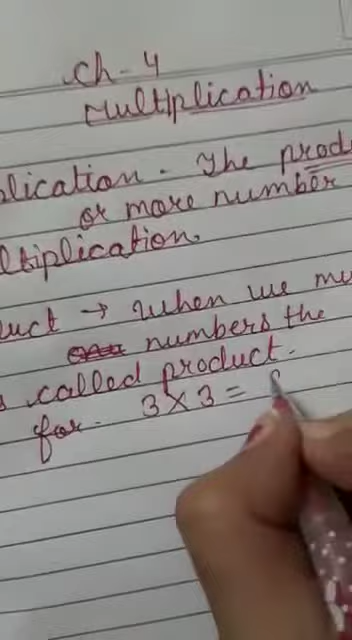 Ch - 4
Multiplication
plication - The produ
or more number
ltiplication.
uct → When we mu
numbers the
s called product.
for - 3 × 3 =